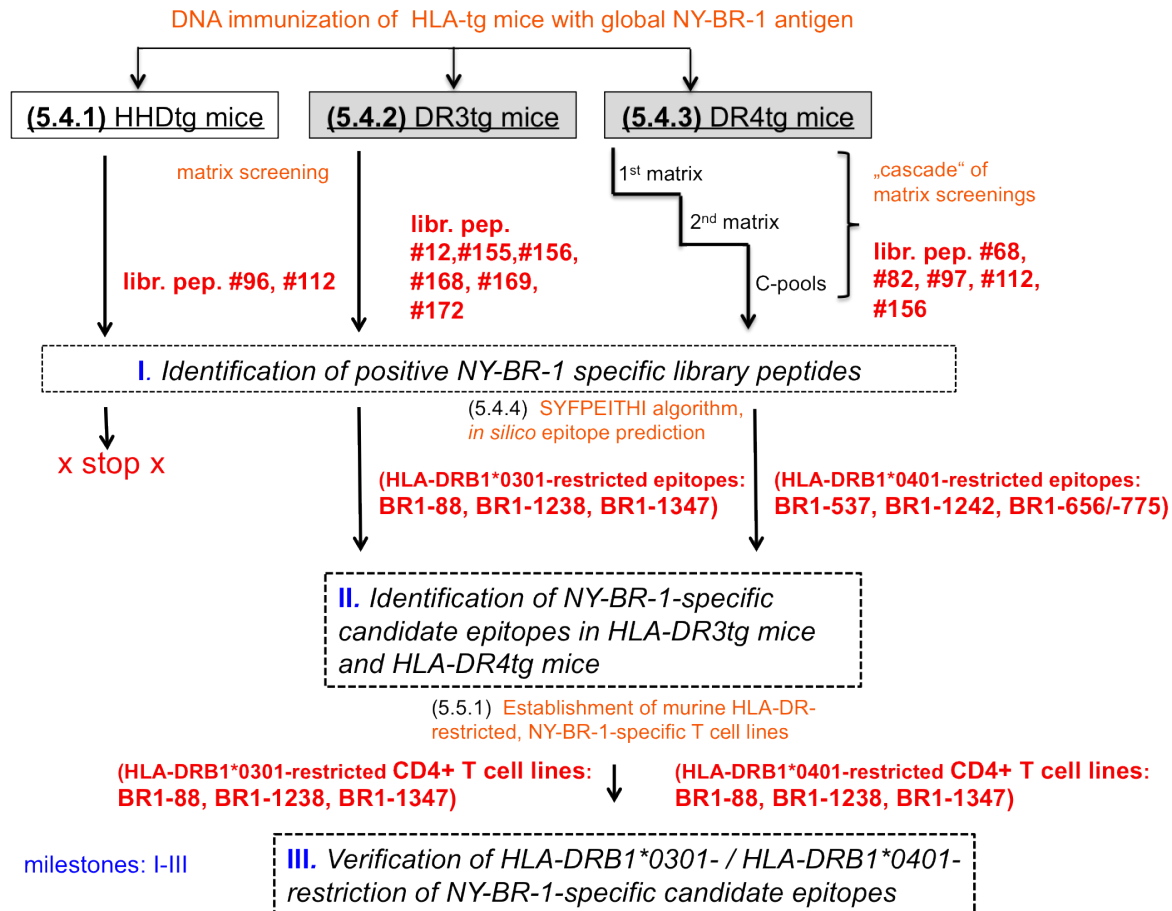 DNA immunization of HLA-tg mice with global NY-BR-1 antigen
(5.4.1) HHDtg mice
(5.4.2) DR3tg mice
(5.4.3) DR4tg mice
matrix screening
1st matrix
2nd matrix
C-pools
„cascade“ of
matrix screenings
libr. pep. #96, #112
libr. pep.
#12,#155,#156,
#168, #169,
#172
libr. pep. #68,
#82, #97, #112,
#156
I. Identification of positive NY-BR-1 specific library peptides
(5.4.4) SYFPEITHI algorithm,
in silico epitope prediction
x stop x
(HLA-DRB1*0301-restricted epitopes:
BR1-88, BR1-1238, BR1-1347)
(HLA-DRB1*0401-restricted epitopes:
BR1-537, BR1-1242, BR1-656/-775)
II. Identification of NY-BR-1-specific
candidate epitopes in HLA-DR3tg mice
and HLA-DR4tg mice
(5.5.1) Establishment of murine HLA-DR-
restricted, NY-BR-1-specific T cell lines
(HLA-DRB1*0301-restricted CD4+ T cell lines:
BR1-88, BR1-1238, BR1-1347)
(HLA-DRB1*0401-restricted CD4+ T cell lines:
BR1-88, BR1-1238, BR1-1347)
milestones: I-III
III. Verification of HLA-DRB1*0301- / HLA-DRB1*0401-
restriction of NY-BR-1-specific candidate epitopes